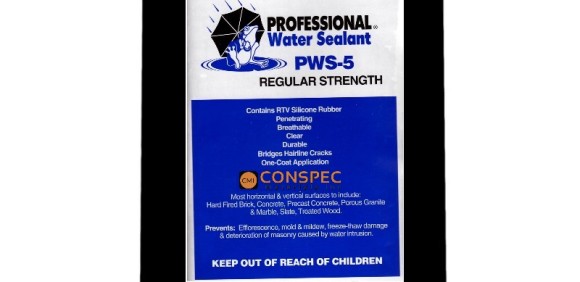 PROFESSIONAL®
Water Sealant
PWS-5
REGULAR STRENGTH
Contains RTV Silicone Rubber
Penetrating
Breathable
Clear
Durable
Bridges Hairline Cracks
One-Coat Application
CMI CONSPEC
Most horizontal & vertical surfaces to include:
Hard Fired Brick, Concrete, Precast Concrete, Porous Granite
& Marble, Slate, Treated Wood.
Prevents: Efflorescence, mold & mildew, freeze-thaw damage
& deterioration of masonry caused by water intrusion.
KEEP OUT OF REACH OF CHILDREN